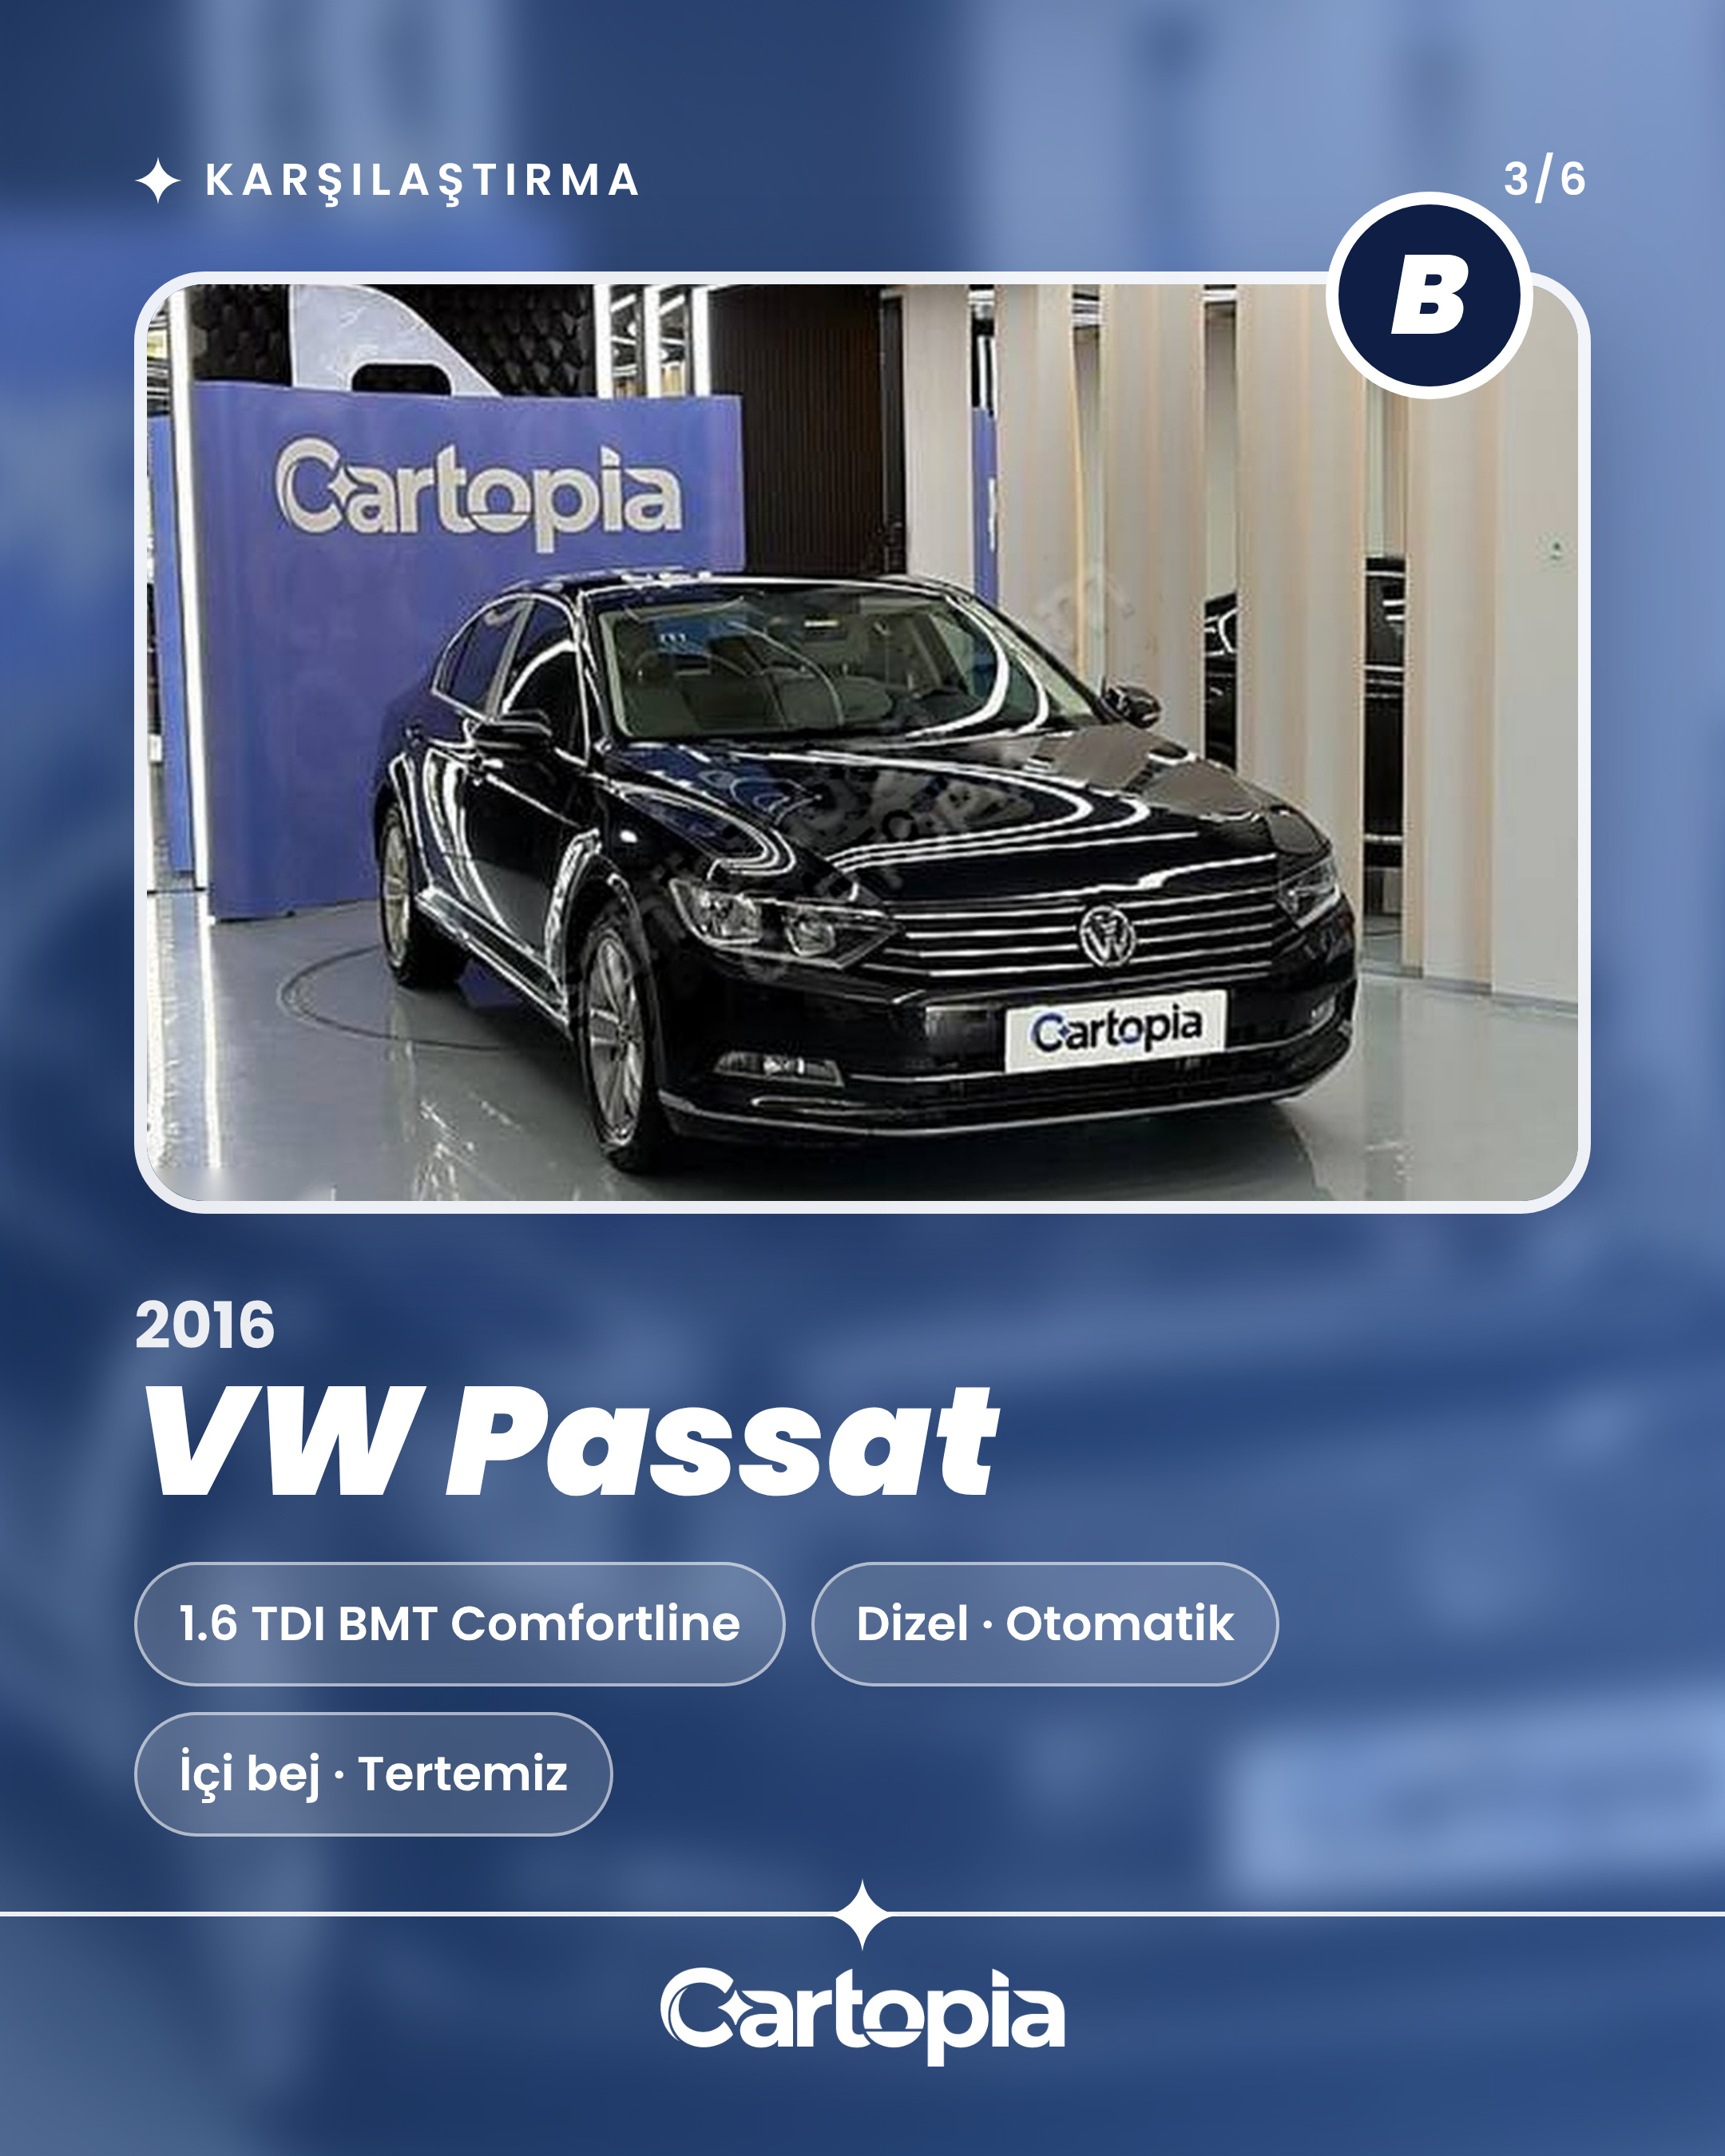 KARŞILAŞTIRMA
3/6
B
Cartopia
Cartopia
2016
VW Passat
1.6 TDI BMT Comfortline
Dizel · Otomatik
İçi bej · Tertemiz
Cartopia